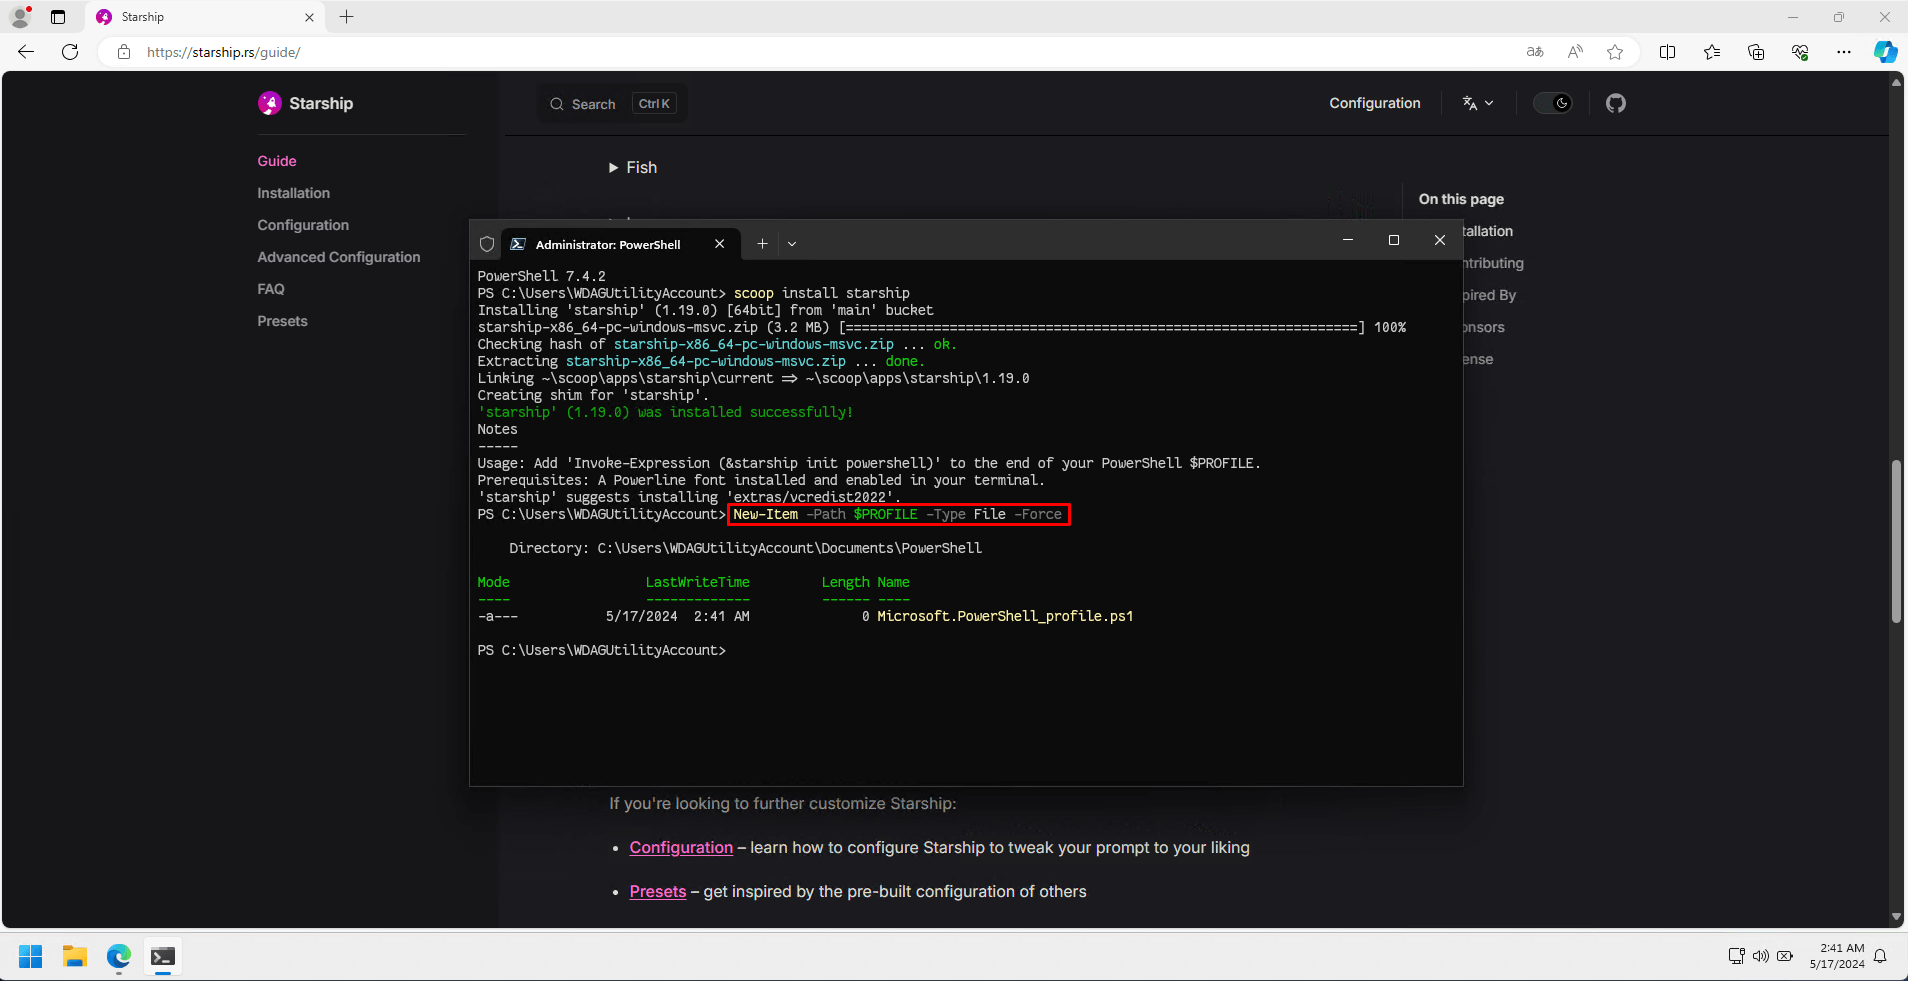 Starship
https://starship.rs/guide/
Starship
Search Ctrl K
Configuration
Guide
Installation
Configuration
Advanced Configuration
FAQ
Presets
Fish
On this page
tallation
ntributing
pired By
onsors
ense
Administrator: PowerShell
PowerShell 7.4.2
PS C:\Users\WDAGUtilityAccount> scoop install starship
Installing 'starship' (1.19.0) [64bit] from 'main' bucket
starship-x86_64-pc-windows-msvc.zip (3.2 MB) [================================================================] 100%
Checking hash of starship-x86_64-pc-windows-msvc.zip ... ok.
Extracting starship-x86_64-pc-windows-msvc.zip ... done.
Linking ~\scoop\apps\starship\current => ~\scoop\apps\starship\1.19.0
Creating shim for 'starship'.
'starship' (1.19.0) was installed successfully!
Notes
-----
Usage: Add 'Invoke-Expression (&starship init powershell)' to the end of your PowerShell $PROFILE.
Prerequisites: A Powerline font installed and enabled in your terminal.
'starship' suggests installing 'extras/vcredist2022'.
PS C:\Users\WDAGUtilityAccount> New-Item -Path $PROFILE -Type File -Force
Directory: C:\Users\WDAGUtilityAccount\Documents\PowerShell
Mode LastWriteTime Length Name
---- ------------- ------ ----
-a--- 5/17/2024 2:41 AM 0 Microsoft.PowerShell_profile.ps1
PS C:\Users\WDAGUtilityAccount>
If you're looking to further customize Starship:
• Configuration – learn how to configure Starship to tweak your prompt to your liking
• Presets – get inspired by the pre-built configuration of others
2:41 AM
5/17/2024